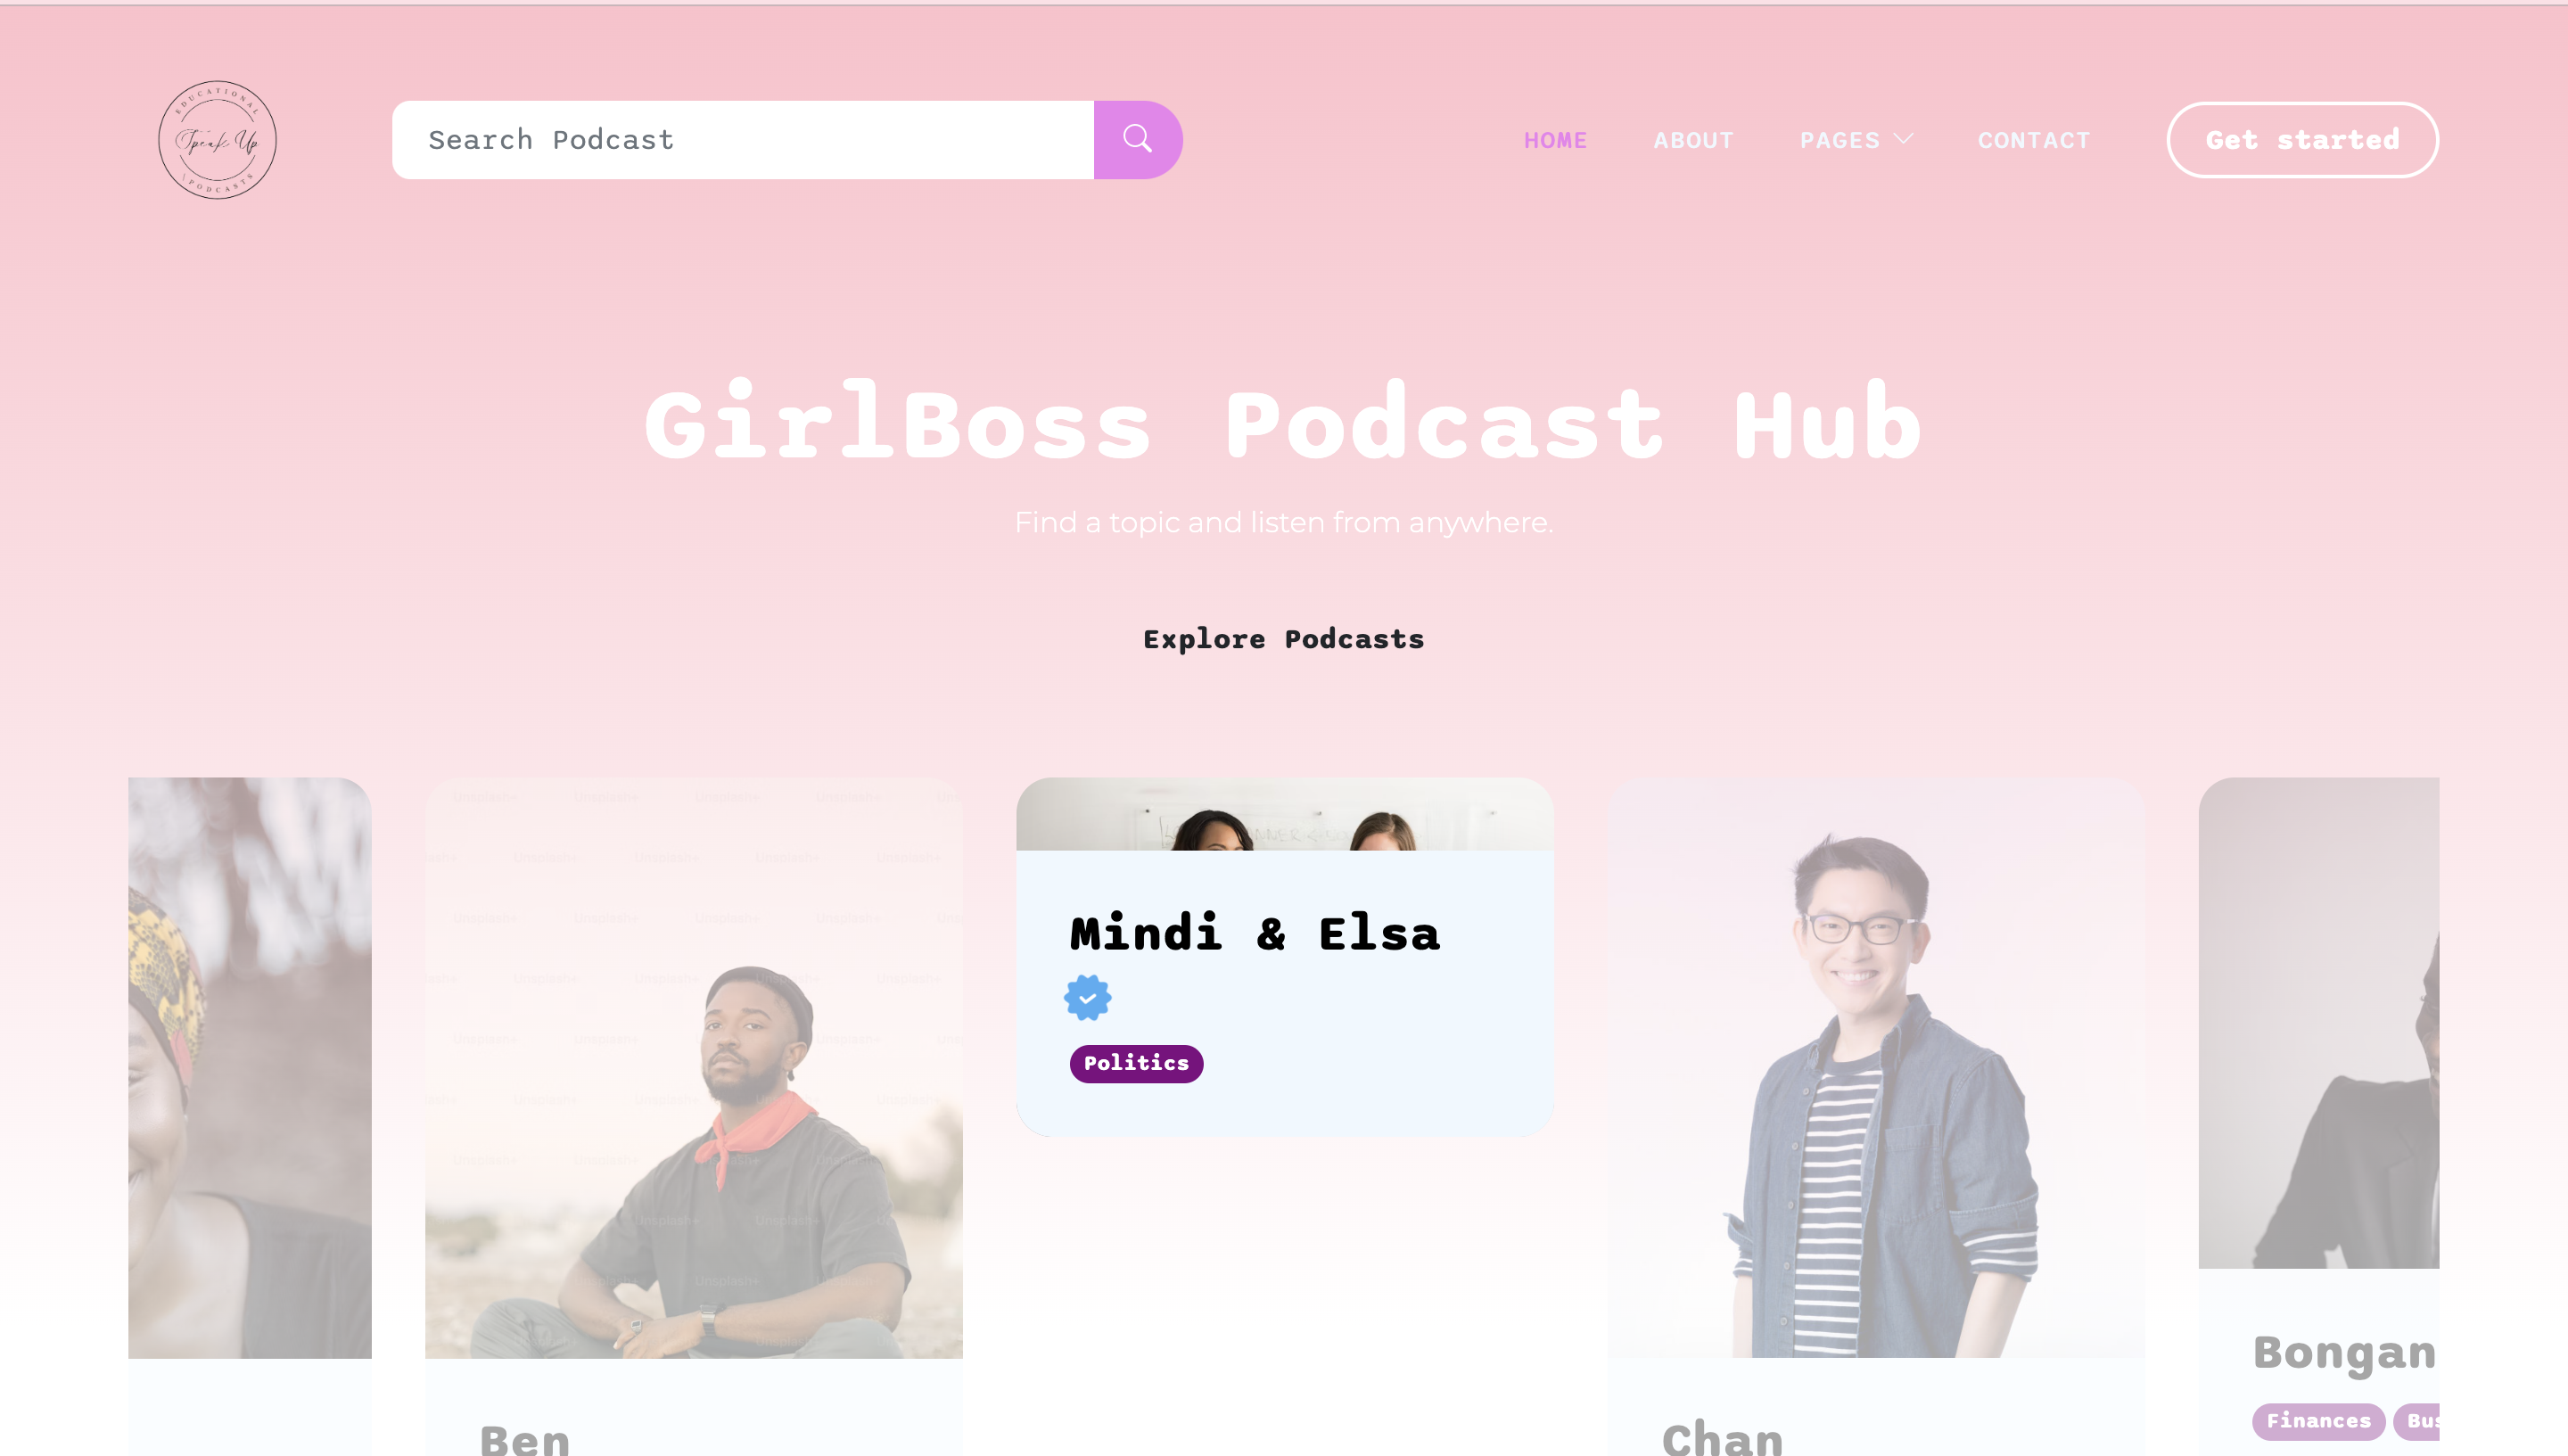 EDUCATIONAL
Speak Up
\PODCASTS
Search Podcast
HOME
ABOUT
PAGES
CONTACT
Get started
GirlBoss Podcast Hub
Find a topic and listen from anywhere.
Explore Podcasts
Unsplash+
Mindi & Elsa
Politics
Ben
Chan
Bongan
Finances
Bus